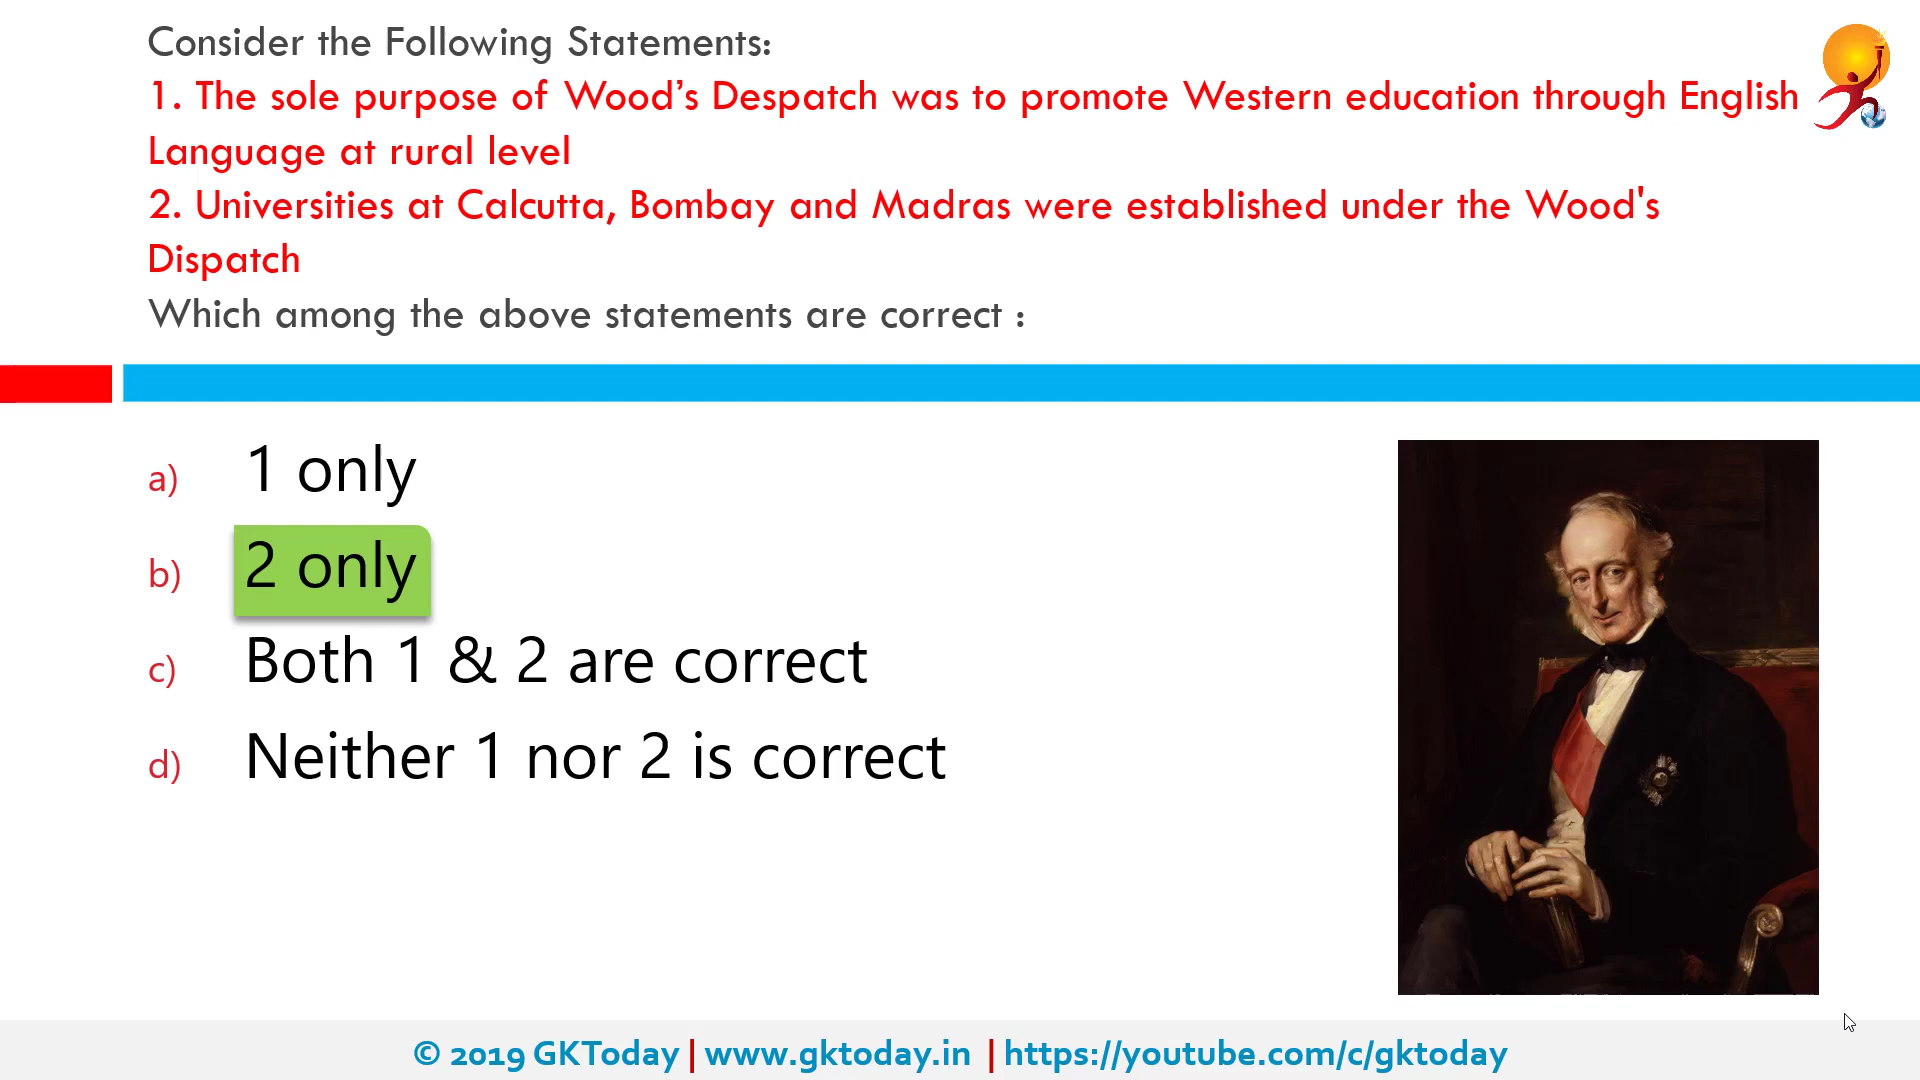 Consider the Following Statements:
1. The sole purpose of Wood’s Despatch was to promote Western education through English
Language at rural level
2. Universities at Calcutta, Bombay and Madras were established under the Wood's
Dispatch
Which among the above statements are correct :
a) 1 only
b) 2 only
c) Both 1 & 2 are correct
d) Neither 1 nor 2 is correct
© 2019 GKToday | www.gktoday.in | https://youtube.com/c/gktoday